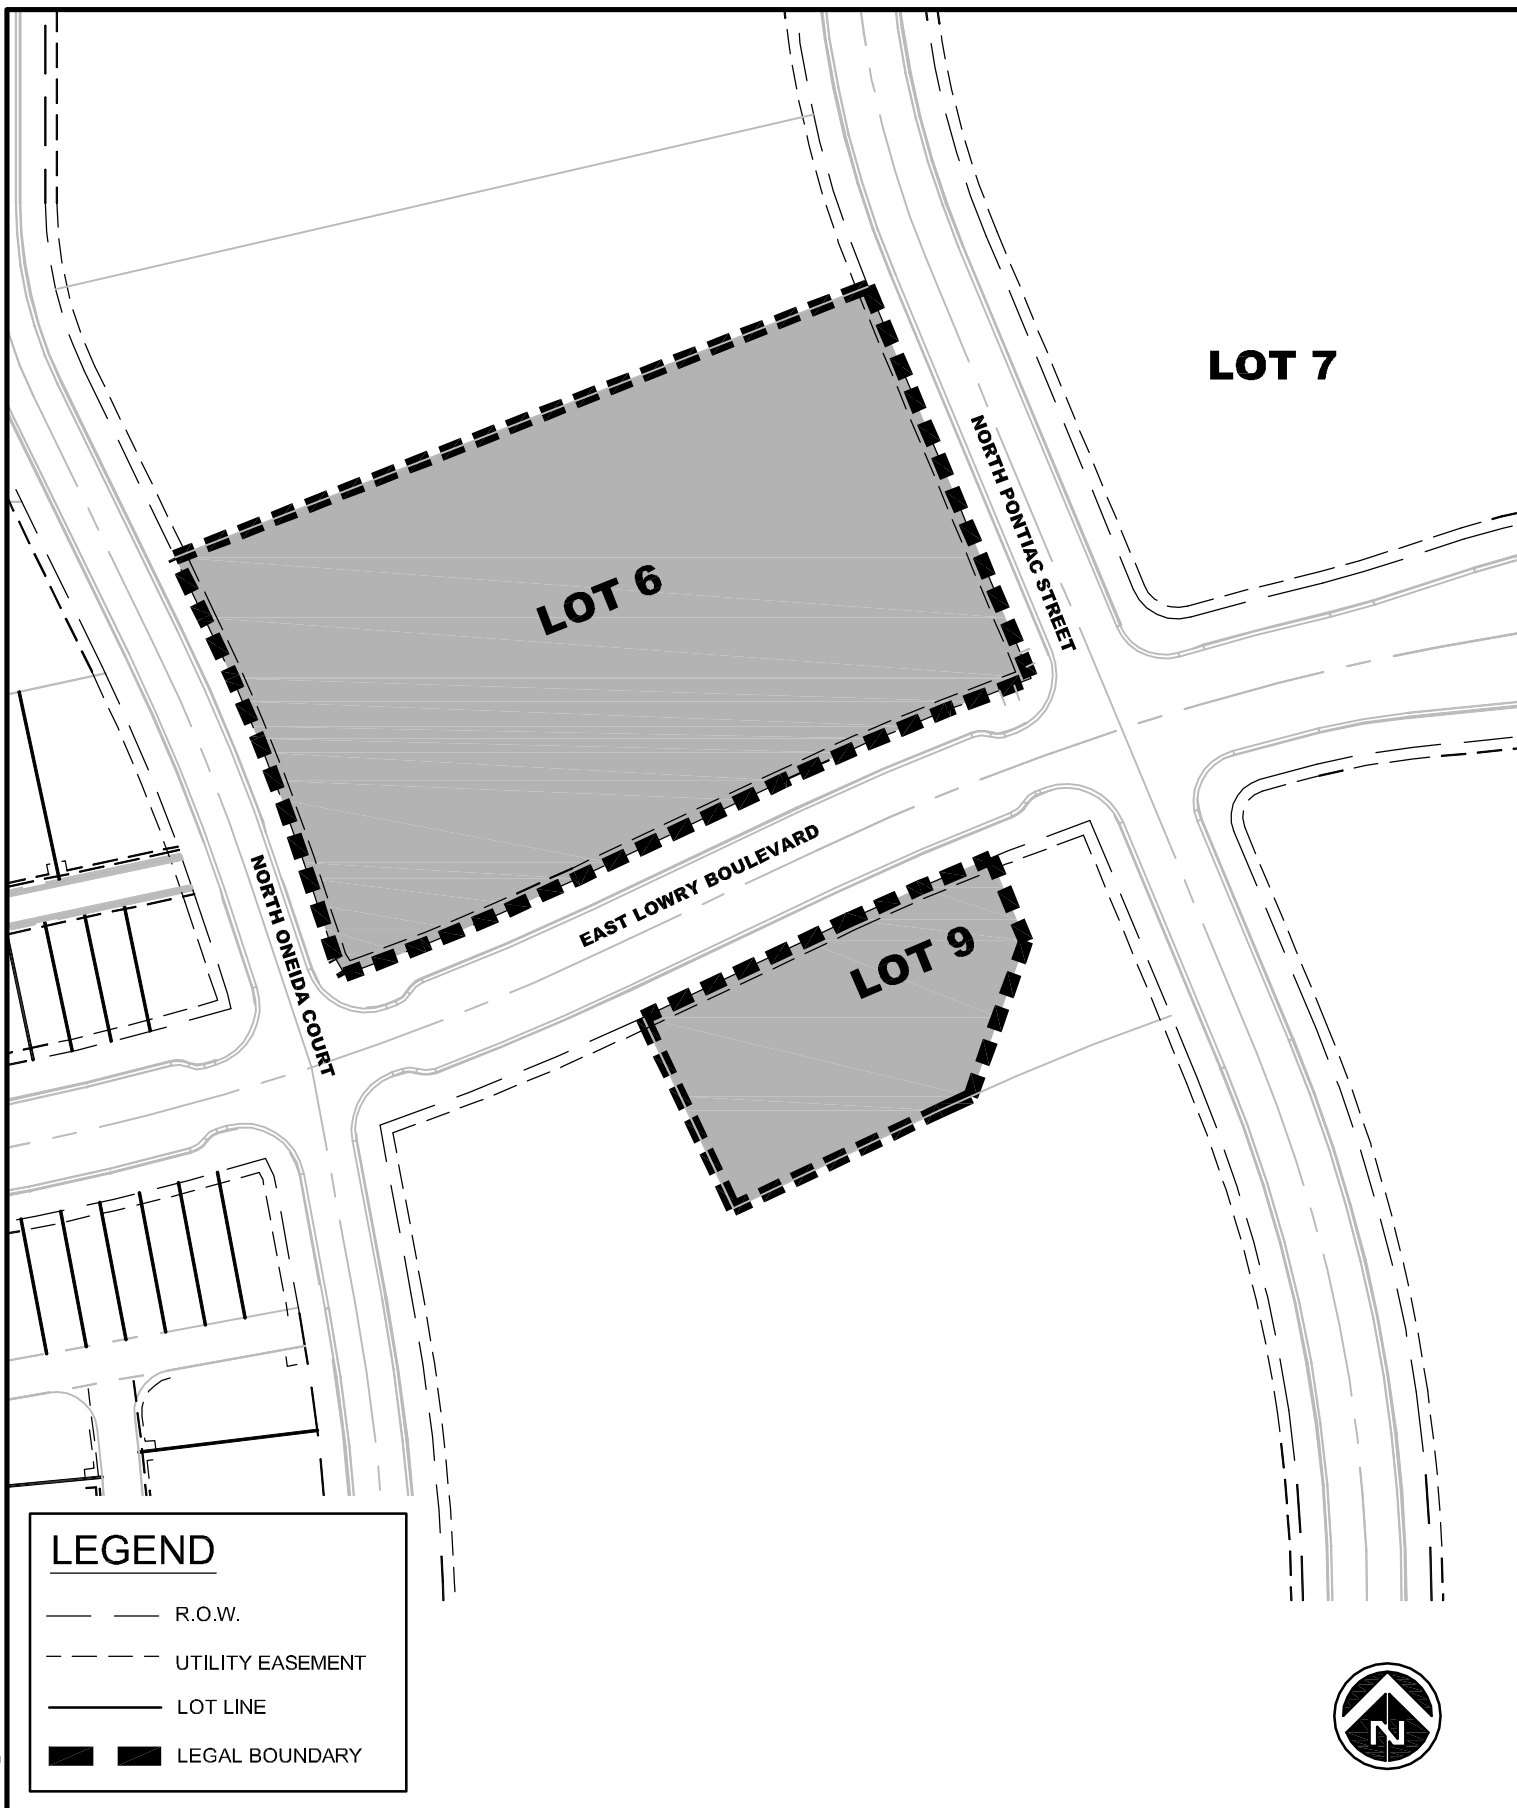 LOT 7
NORTH PONTIAC STREET
LOT 6
EAST LOWRY BOULEVARD
NORTH ONEIDA COURT
LOT 9
LEGEND
R.O.W.
UTILITY EASEMENT
LOT LINE
LEGAL BOUNDARY
N